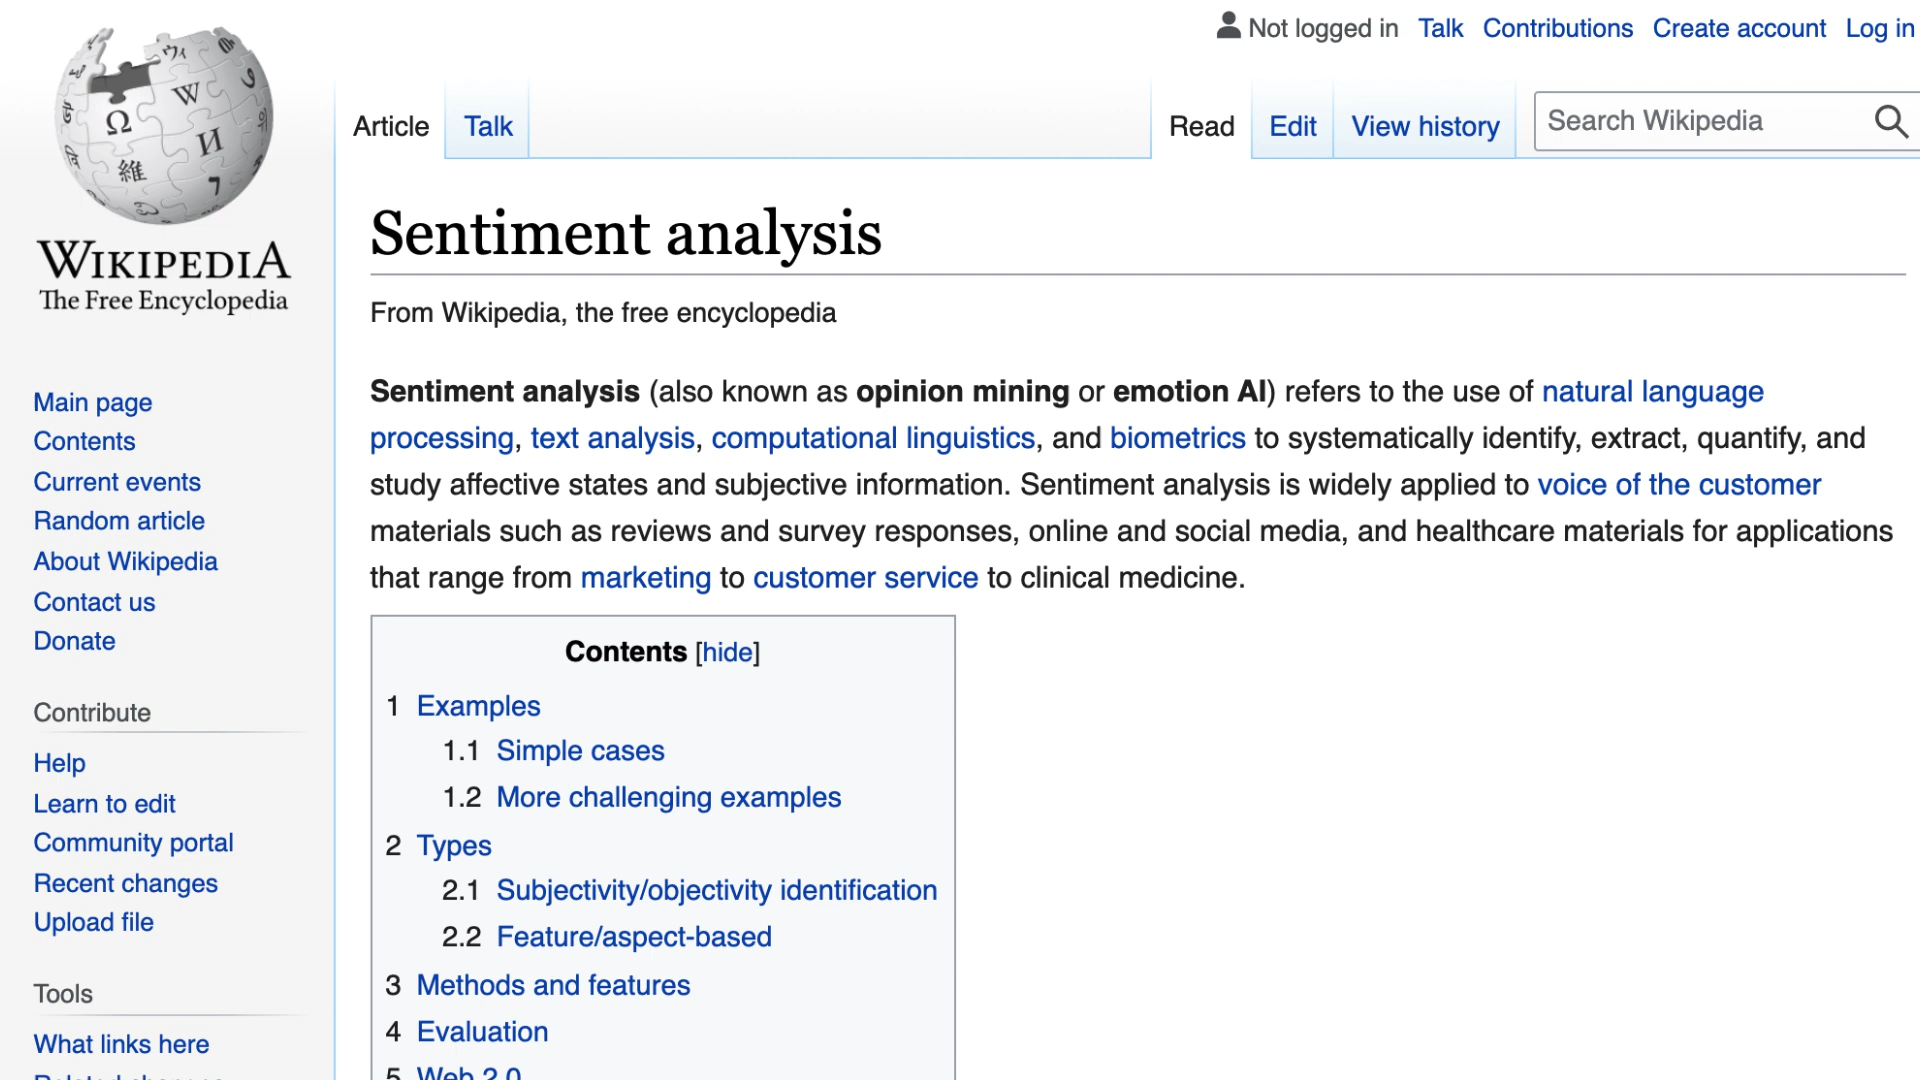 Not logged in Talk Contributions Create account Log in
Article Talk Read Edit View history Search Wikipedia
WIKIPEDIA
The Free Encyclopedia
Main page
Contents
Current events
Random article
About Wikipedia
Contact us
Donate
Contribute
Help
Learn to edit
Community portal
Recent changes
Upload file
Tools
What links here
Sentiment analysis
From Wikipedia, the free encyclopedia
Sentiment analysis (also known as opinion mining or emotion AI) refers to the use of natural language
processing, text analysis, computational linguistics, and biometrics to systematically identify, extract, quantify, and
study affective states and subjective information. Sentiment analysis is widely applied to voice of the customer
materials such as reviews and survey responses, online and social media, and healthcare materials for applications
that range from marketing to customer service to clinical medicine.
Contents [hide]
1 Examples
1.1 Simple cases
1.2 More challenging examples
2 Types
2.1 Subjectivity/objectivity identification
2.2 Feature/aspect-based
3 Methods and features
4 Evaluation
5 Web 2.0